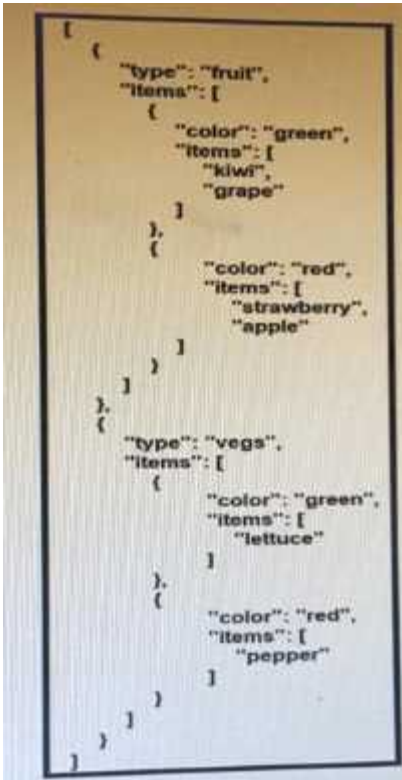 [
{
"type": "fruit",
"items": [
{
"color": "green",
"items": [
"kiwi",
"grape"
]
},
{
"color": "red",
"items": [
"strawberry",
"apple"
]
}
]
},
{
"type": "vegs",
"items": [
{
"color": "green",
"items": [
"lettuce"
]
},
{
"color": "red",
"items": [
"pepper"
]
}
]
}
]